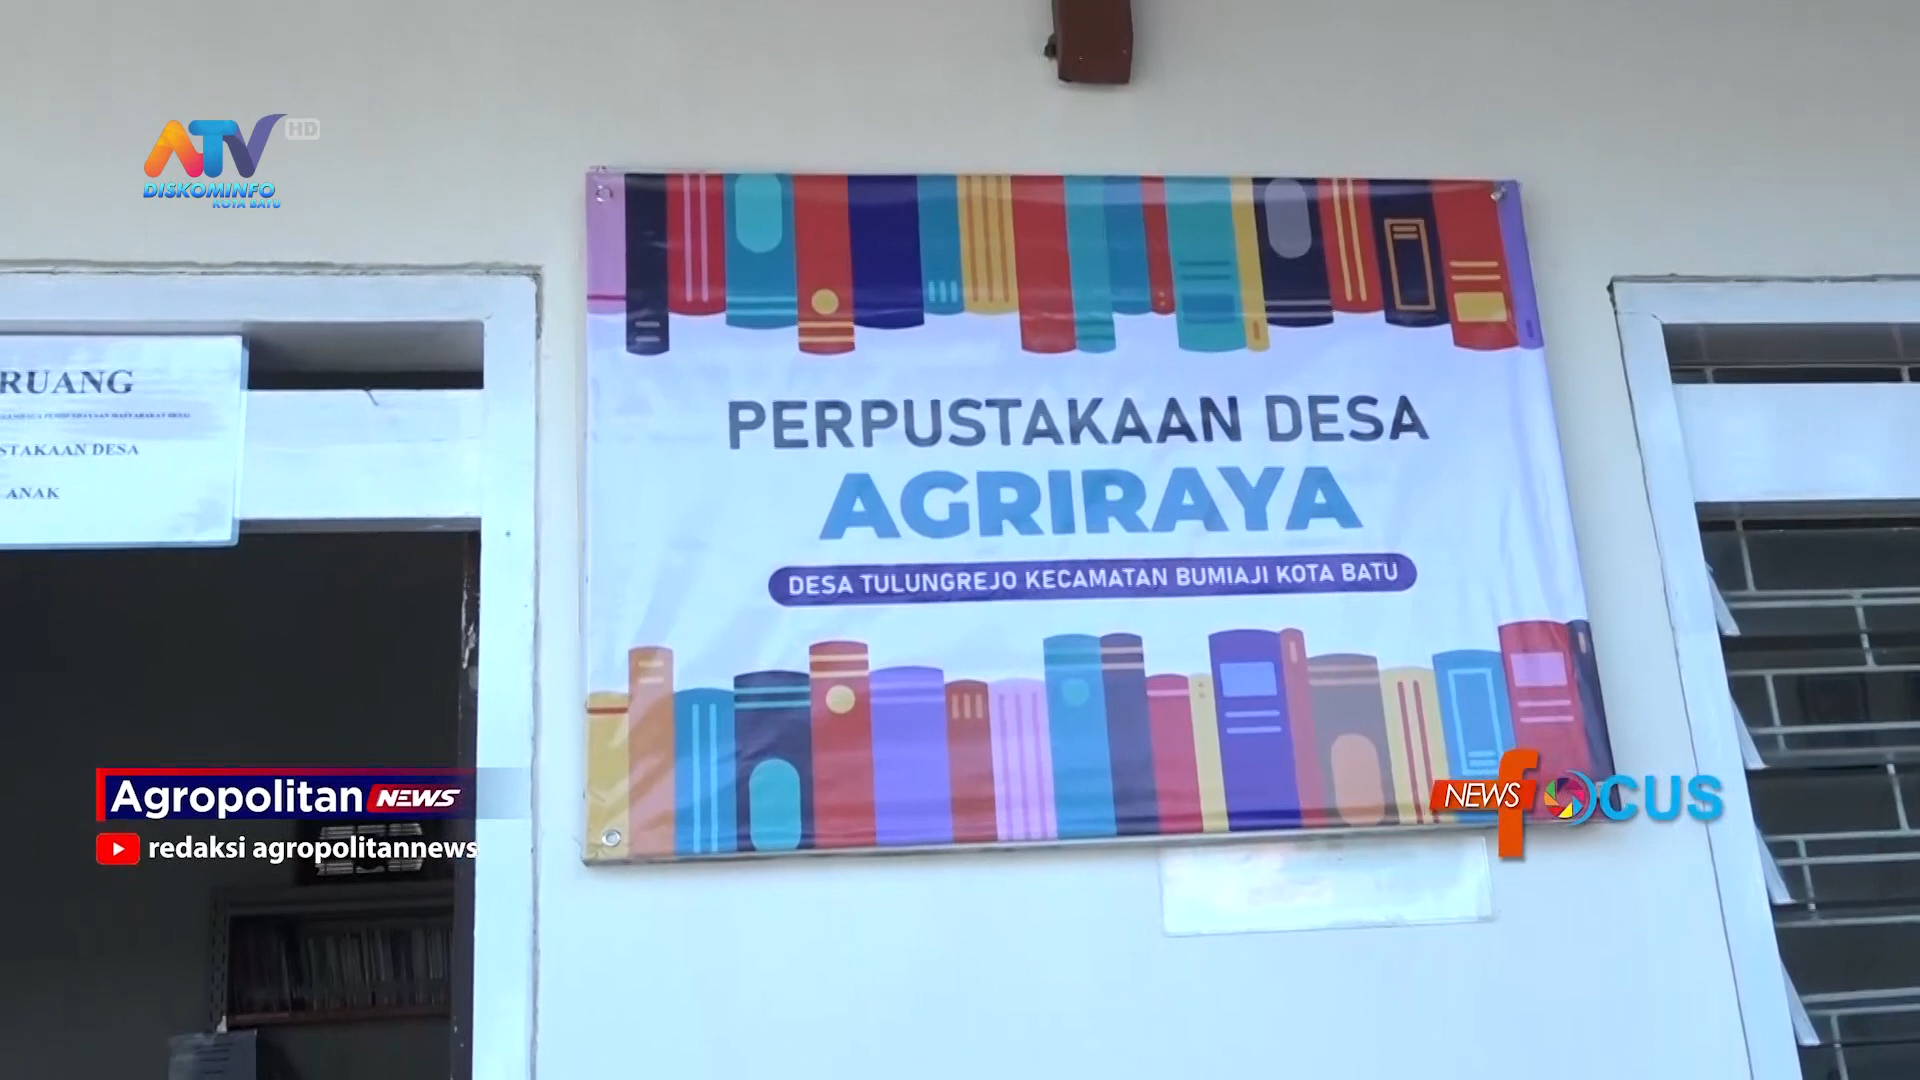 ATV HD
DISKOMINFO
KOTA BATU
RUANG
STAKAAN DESA
ANAK
PERPUSTAKAAN DESA
AGRIRAYA
DESA TULUNGREJO KECAMATAN BUMIAJI KOTA BATU
Agropolitan NEWS
redaksi agropolitannews
NEWS fOCUS